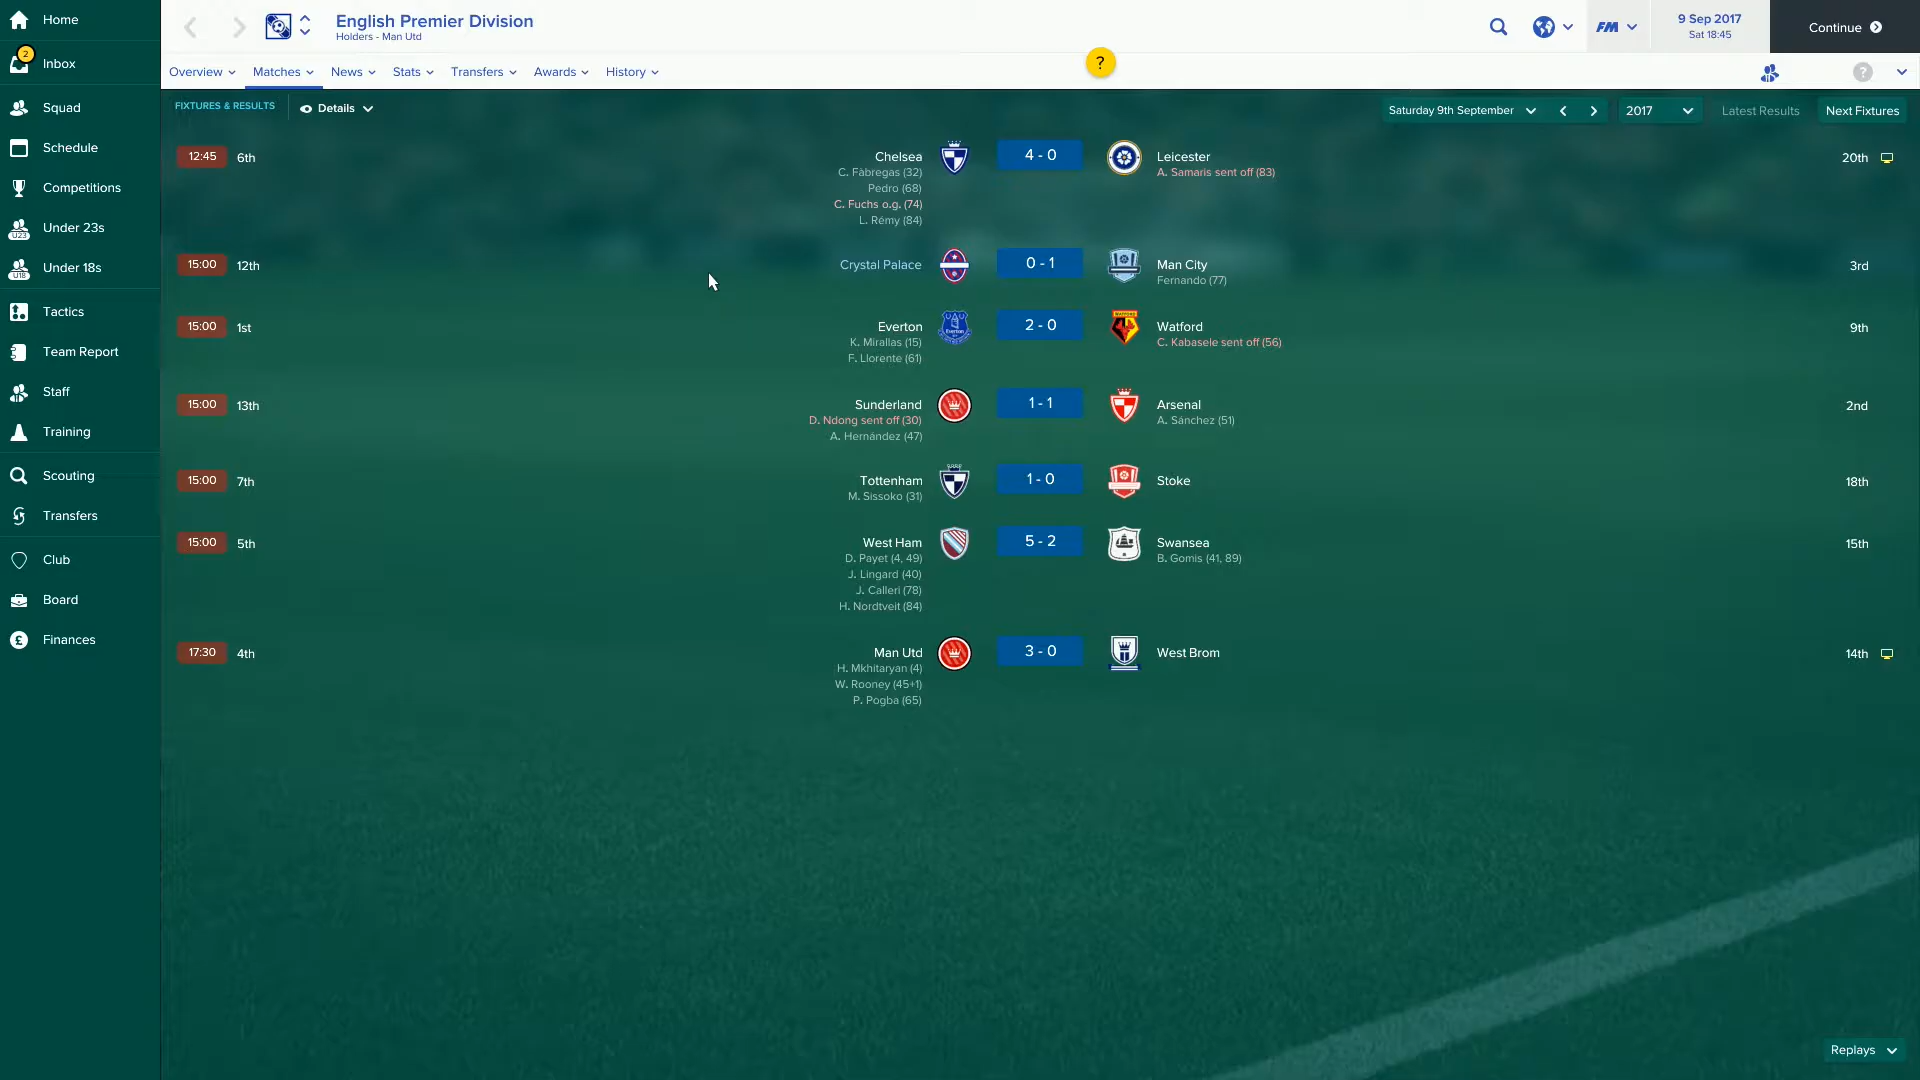 Home
English Premier Division
Holders - Man Utd
FM
9 Sep 2017
Sat 18:45
Continue
2
Inbox
Overview Matches News Stats Transfers Awards History
?
?
Squad
FIXTURES & RESULTS
Details
Saturday 9th September
2017
Latest Results
Next Fixtures
Schedule
Competitions
U23
Under 23s
U18
Under 18s
Tactics
Team Report
Staff
Training
Scouting
Transfers
Club
Board
£
Finances
12:45 6th Chelsea 4 - 0 Leicester 20th
C. Fàbregas (32) A. Samaris sent off (83)
Pedro (68)
C. Fuchs o.g. (74)
L. Rémy (84)
15:00 12th Crystal Palace 0 - 1 Man City 3rd
Fernando (77)
15:00 1st Everton 2 - 0 Watford 9th
K. Mirallas (15) C. Kabasele sent off (56)
F. Llorente (61)
15:00 13th Sunderland 1 - 1 Arsenal 2nd
D. Ndong sent off (30) A. Sánchez (51)
A. Hernández (47)
15:00 7th Tottenham 1 - 0 Stoke 18th
M. Sissoko (31)
15:00 5th West Ham 5 - 2 Swansea 15th
D. Payet (4, 49) B. Gomis (41, 89)
J. Lingard (40)
J. Calleri (78)
H. Nordtveit (84)
17:30 4th Man Utd 3 - 0 West Brom 14th
H. Mkhitaryan (4)
W. Rooney (45+1)
P. Pogba (65)
Replays